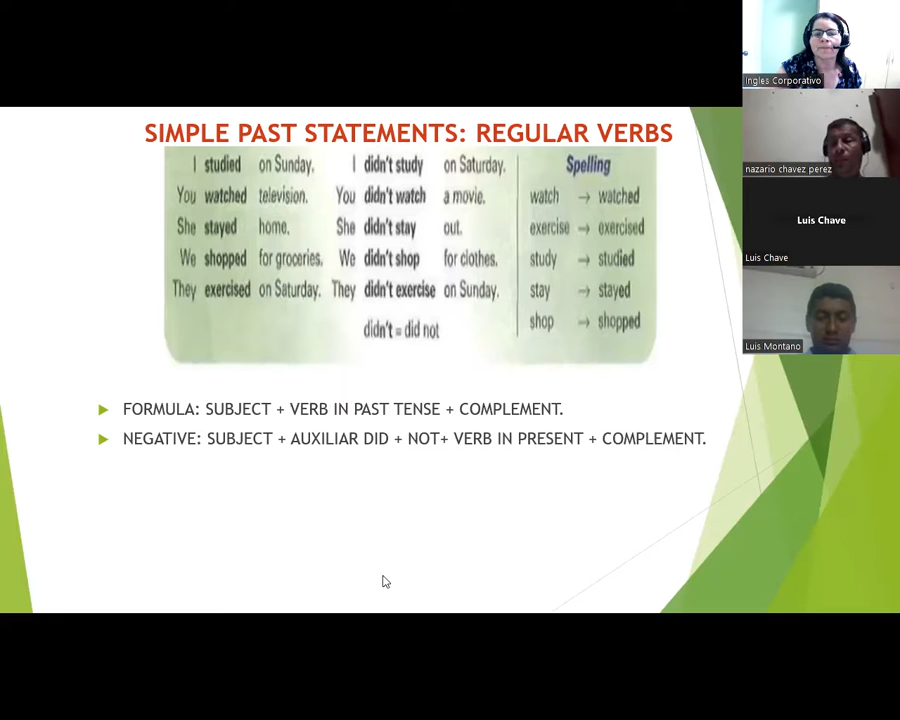 SIMPLE PAST STATEMENTS: REGULAR VERBS
I studied on Sunday. I didn't study on Saturday. Spelling
You watched television. You didn't watch a movie. watch → watched
She stayed home. She didn't stay out. exercise → exercised
We shopped for groceries. We didn't shop for clothes. study → studied
They exercised on Saturday. They didn't exercise on Sunday. stay → stayed
didn't = did not shop → shopped
FORMULA: SUBJECT + VERB IN PAST TENSE + COMPLEMENT.
NEGATIVE: SUBJECT + AUXILIAR DID + NOT+ VERB IN PRESENT + COMPLEMENT.
Ingles Corporativo
nazario chavez perez
Luis Chave
Luis Chave
Luis Montano